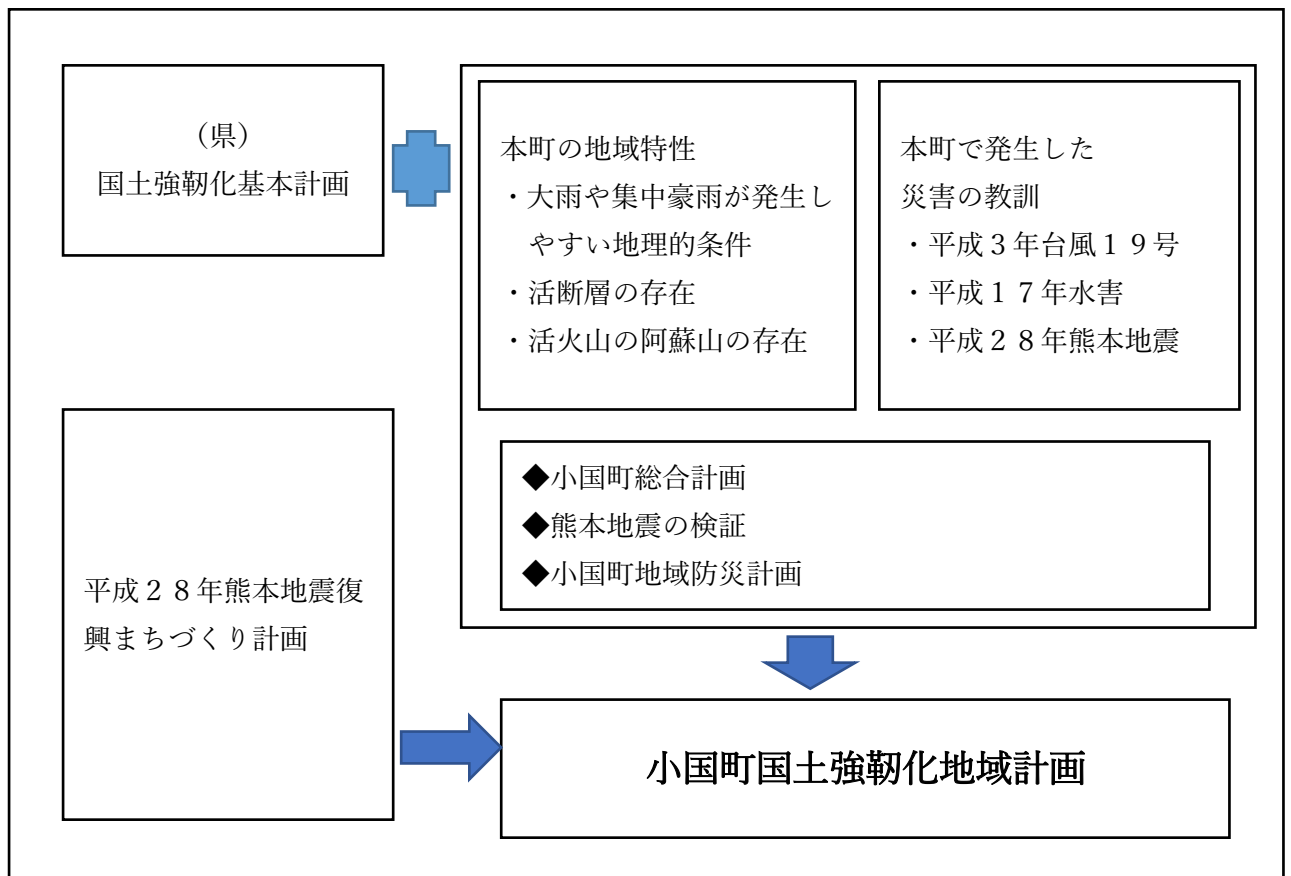 （県）
国土強靭化基本計画
本町の地域特性
・大雨や集中豪雨が発生し
やすい地理的条件
・活断層の存在
・活火山の阿蘇山の存在
本町で発生した
災害の教訓
・平成３年台風１９号
・平成１７年水害
・平成２８年熊本地震
◆小国町総合計画
◆熊本地震の検証
◆小国町地域防災計画
平成２８年熊本地震復
興まちづくり計画
小国町国土強靭化地域計画